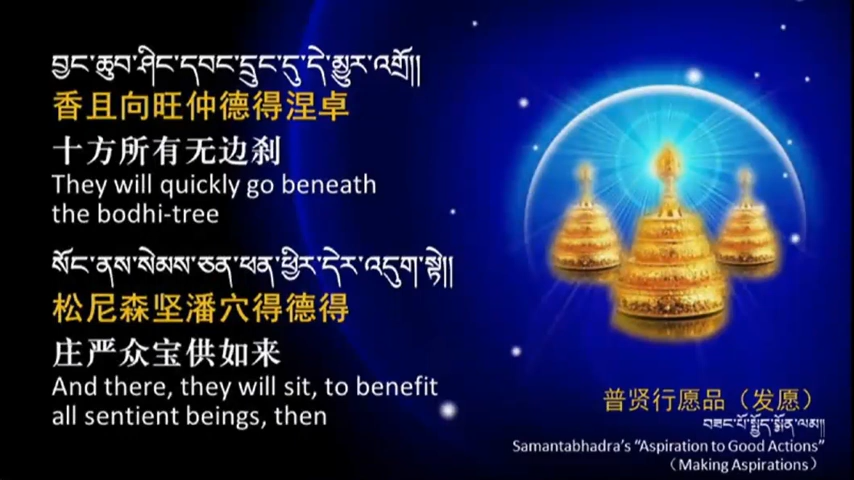 བྱང་ཆུབ་ཤིང་དབང་དྲུང་དུ་དེ་མྱུར་འགྲོ།།
香且向旺仲德得涅卓
十方所有无边刹
They will quickly go beneath
the bodhi-tree
སོང་ནས་སེམས་ཅན་ཕན་ཕྱིར་དེར་འདུག་སྟེ།།
松尼森坚潘穴得德得
庄严众宝供如来
And there, they will sit, to benefit
all sentient beings, then
普贤行愿品（发愿）
བཟང་པོ་སྤྱོད་སྨོན་ལམ།།
Samantabhadra’s “Aspiration to Good Actions”
（Making Aspirations）